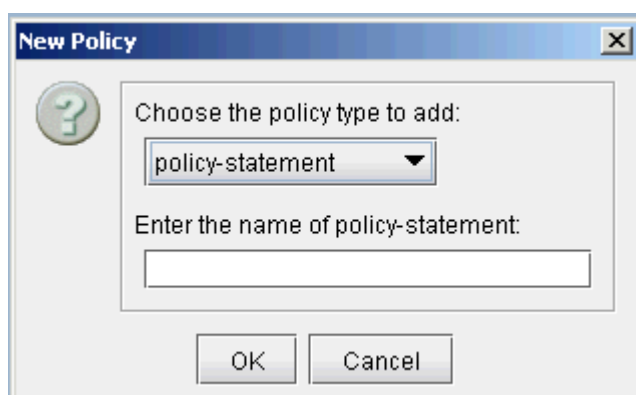 New Policy
Choose the policy type to add:
policy-statement
Enter the name of policy-statement:
OK Cancel